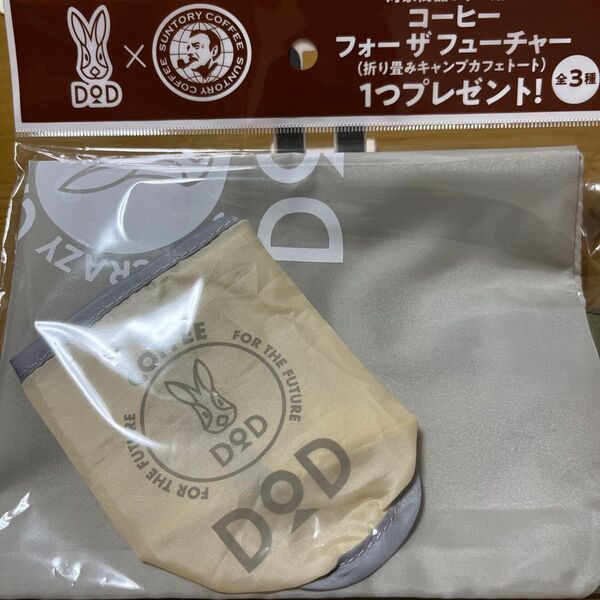 DOD
×
SUNTORY COFFEE SUNTORY COFFEE
コーヒー
フォー ザ フューチャー
(折り畳みキャンプカフェトート)
1つプレゼント!
全3種
CRAZY
COFFEE
FOR THE FUTURE
FOR THE FUTURE
DOD
DOD